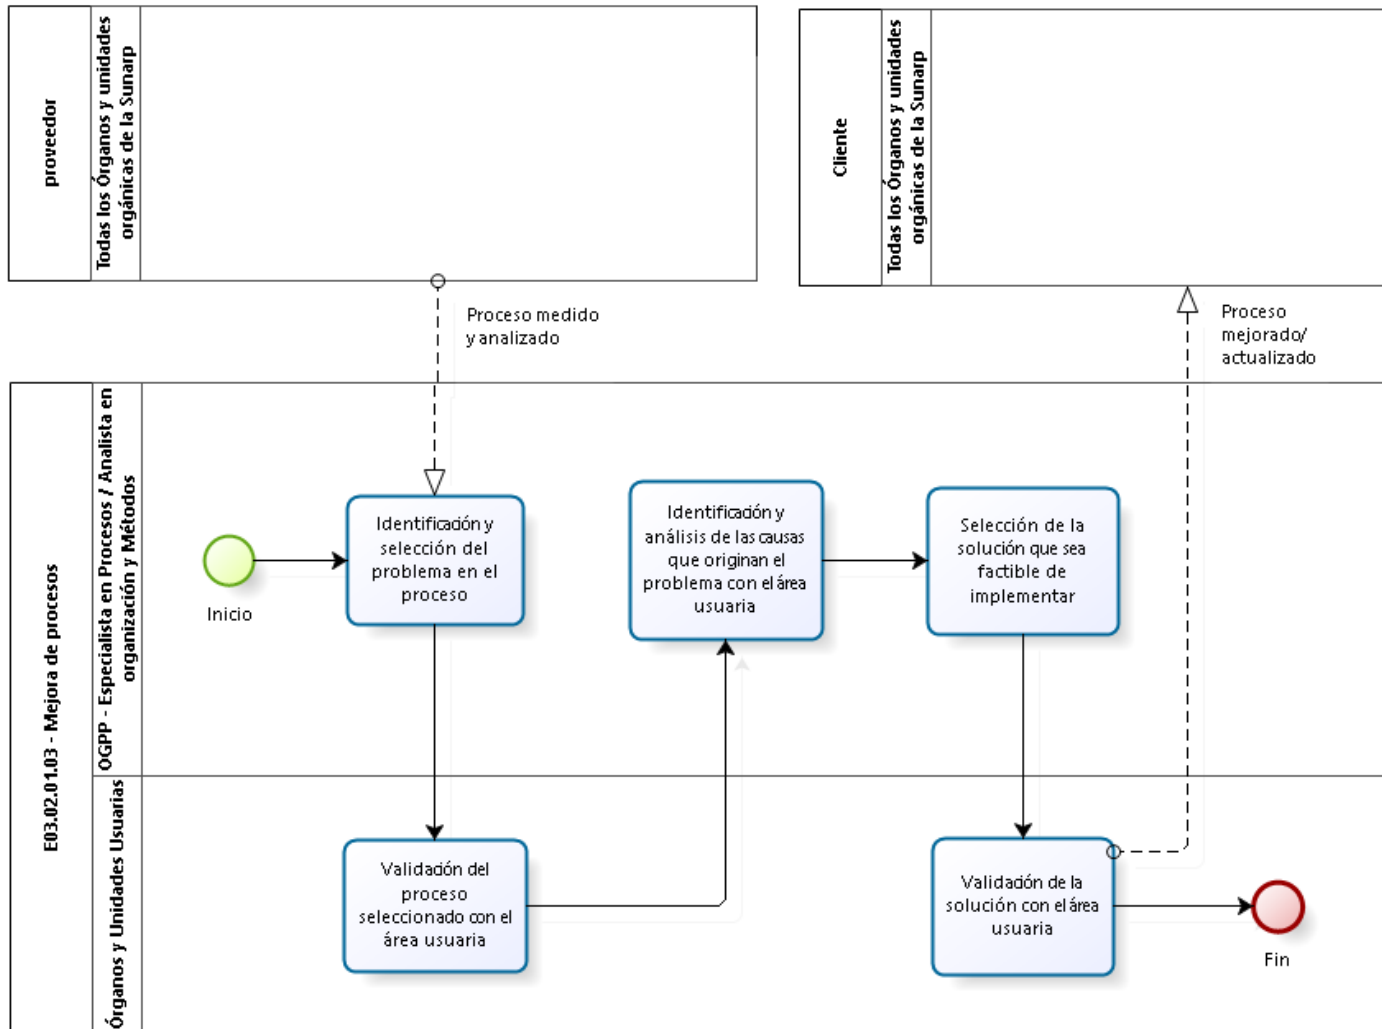 proveedor
Todas los Órganos y unidades
orgánicas de la Sunarp
Cliente
Todas los Órganos y unidades
orgánicas de la Sunarp
Proceso medido
y analizado
Proceso
mejorado/
actualizado
E03.02.01.03 - Mejora de procesos
OGPP - Especialista en Procesos / Analista en
organización y Métodos
Inicio
Identificación y
selección del
problema en el
proceso
Identificación y
análisis de las causas
que originan el
problema con el área
usuaria
Selección de la
solución que sea
factible de
implementar
Órganos y Unidades Usuarias
Validación del
proceso
seleccionado con el
área usuaria
Validación de la
solución con el área
usuaria
Fin